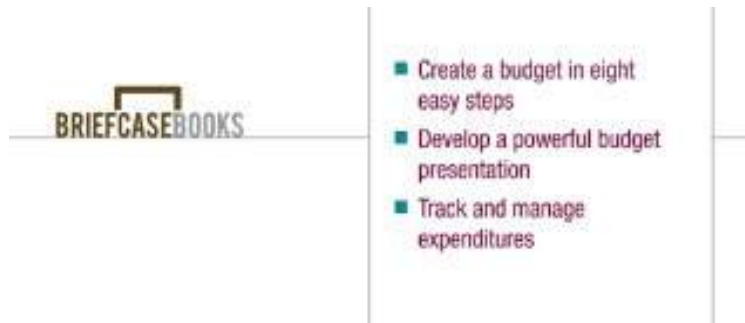 BRIEFCASEBOOKS
Create a budget in eight
easy steps
Develop a powerful budget
presentation
Track and manage
expenditures